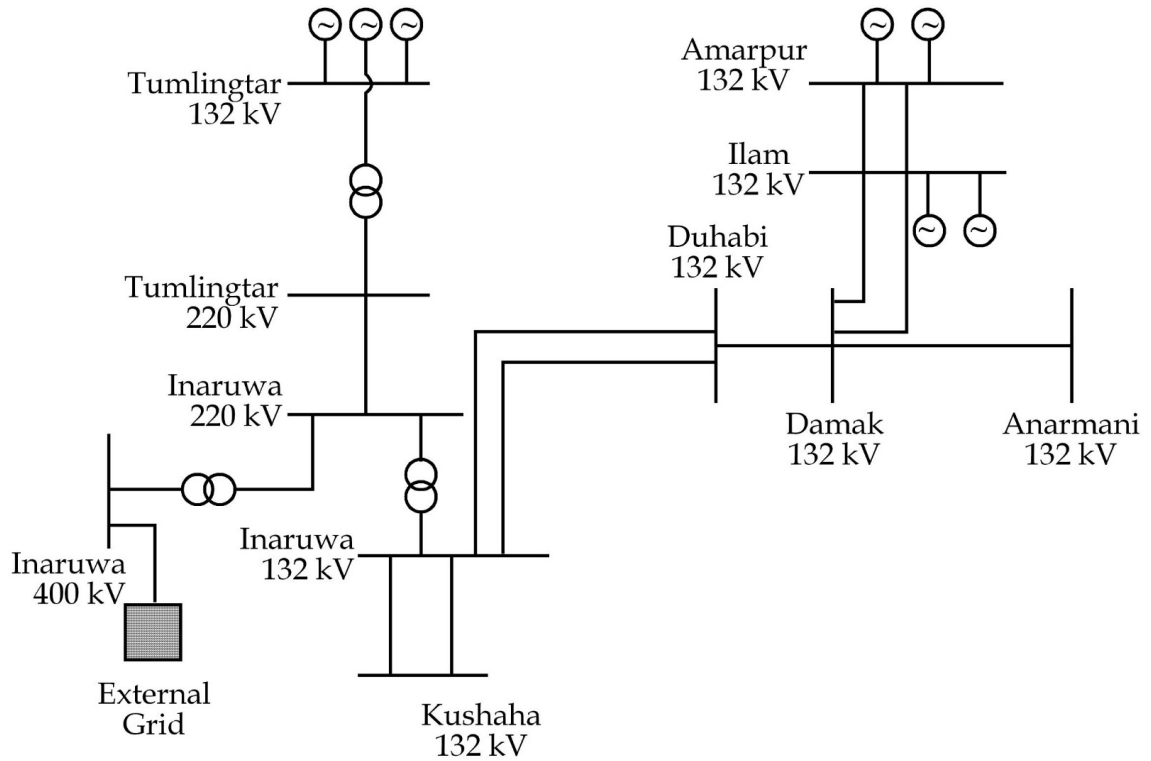 ~ ~ ~
Tumlingtar
132 kV
~ ~
Amarpur
132 kV
Ilam
132 kV
~ ~
Duhabi
132 kV
Tumlingtar
220 kV
Inaruwa
220 kV
Damak
132 kV
Anarmani
132 kV
Inaruwa
132 kV
Inaruwa
400 kV
External
Grid
Kushaha
132 kV